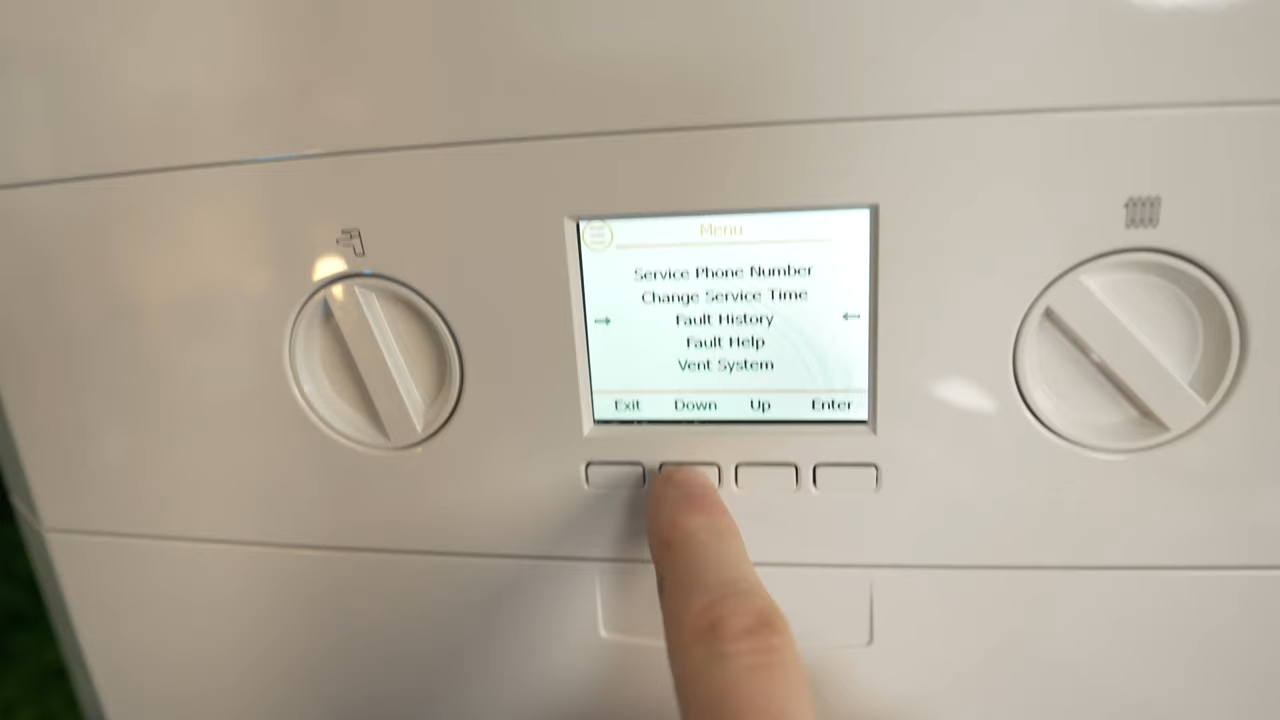 Menu
Service Phone Number
Change Service Time
→ Fault History ←
Fault Help
Vent System
Exit Down Up Enter